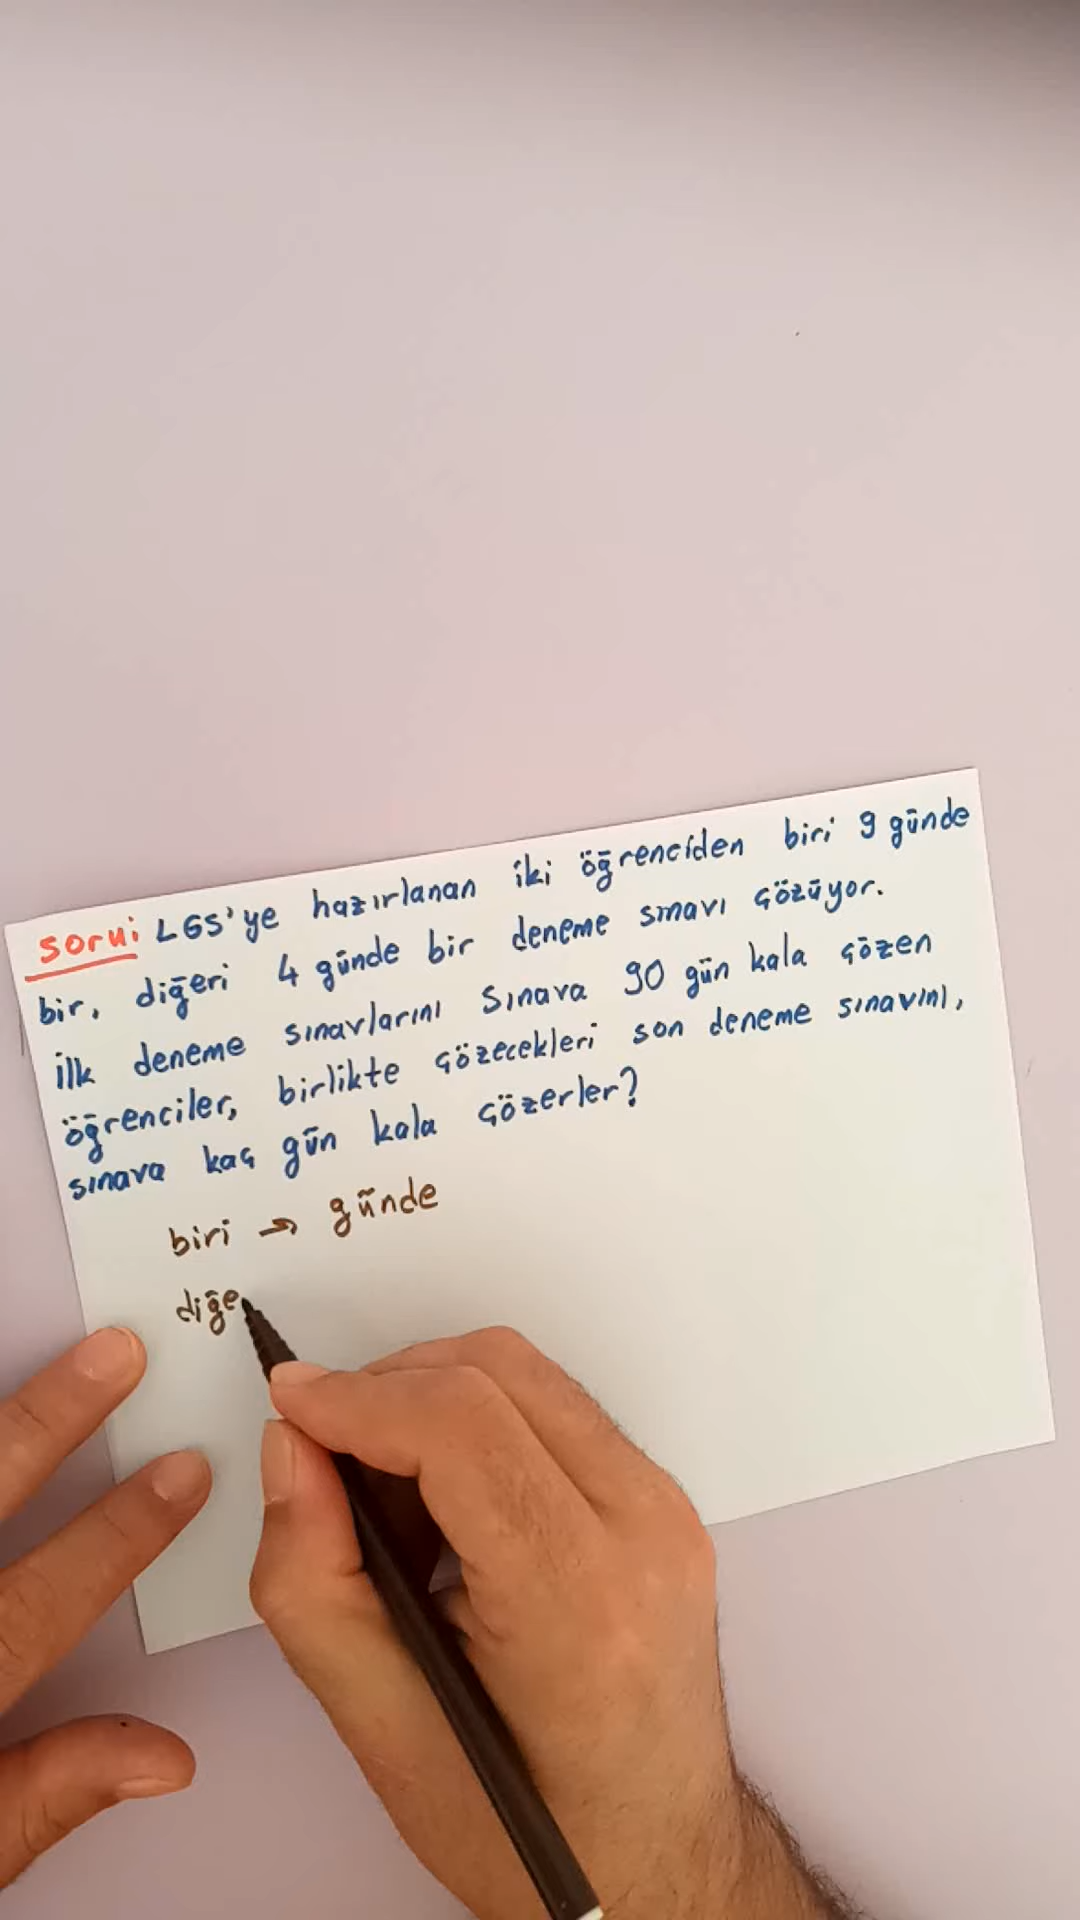 Soru: LGS'ye hazırlanan iki öğrenciden biri 9 günde
bir, diğeri 4 günde bir deneme sınavı çözüyor.
ilk deneme sınavlarını sınava 90 gün kala çözen
öğrenciler, birlikte çözecekleri son deneme sınavını,
sınava kaç gün kala çözerler?
biri → günde
diğe